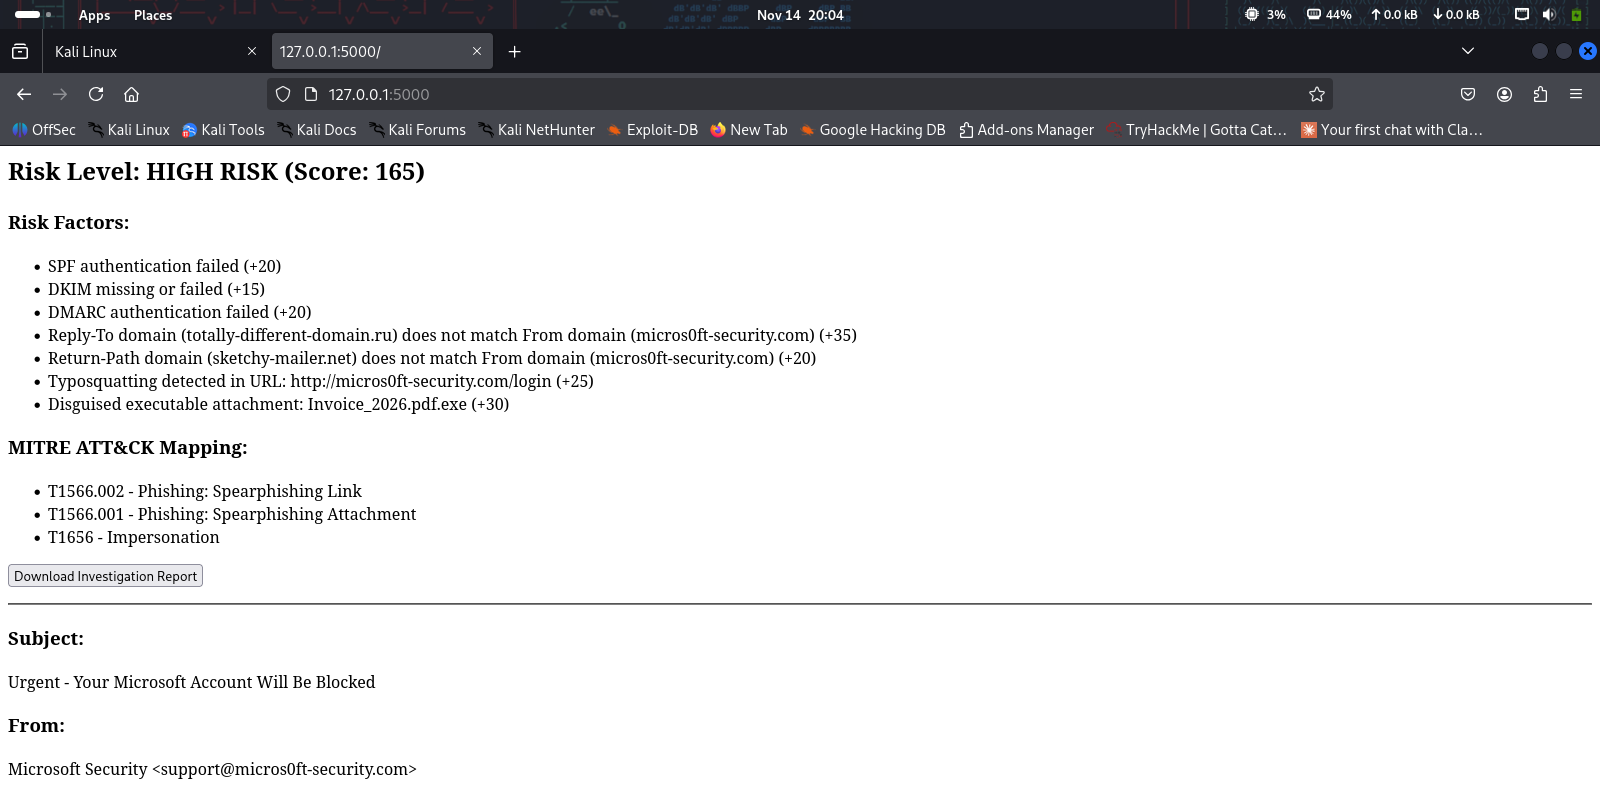 Apps Places Nov 14 20:04 3% 44% 0.0 kB 0.0 kB
Kali Linux 127.0.0.1:5000/
127.0.0.1:5000
OffSec Kali Linux Kali Tools Kali Docs Kali Forums Kali NetHunter Exploit-DB New Tab Google Hacking DB Add-ons Manager TryHackMe | Gotta Cat… Your first chat with Cla…
Risk Level: HIGH RISK (Score: 165)
Risk Factors:
• SPF authentication failed (+20)
• DKIM missing or failed (+15)
• DMARC authentication failed (+20)
• Reply-To domain (totally-different-domain.ru) does not match From domain (micros0ft-security.com) (+35)
• Return-Path domain (sketchy-mailer.net) does not match From domain (micros0ft-security.com) (+20)
• Typosquatting detected in URL: http://micros0ft-security.com/login (+25)
• Disguised executable attachment: Invoice_2026.pdf.exe (+30)
MITRE ATT&CK Mapping:
• T1566.002 - Phishing: Spearphishing Link
• T1566.001 - Phishing: Spearphishing Attachment
• T1656 - Impersonation
Download Investigation Report
Subject:
Urgent - Your Microsoft Account Will Be Blocked
From:
Microsoft Security <support@micros0ft-security.com>